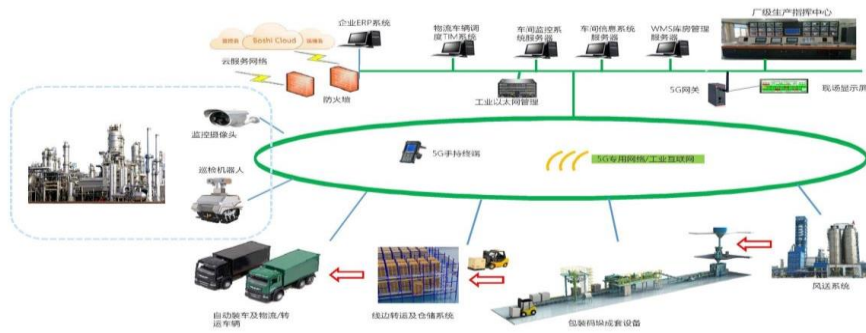 厂级生产指挥中心
企业ERP系统
物流车辆调
度TIM系统
车间监控系
统服务器
车间信息系统
服务器
WMS库房管理
服务器
Soshi Cloud
云服务网络
防火墙
工业以太网管理
5G网关
现场显示屏
监控摄像头
5G手持终端
5G专用网络/工业互联网
巡检机器人
风送系统
自动装车及物流/转
运车辆
线边转运及仓储系统
包装码垛成套设备